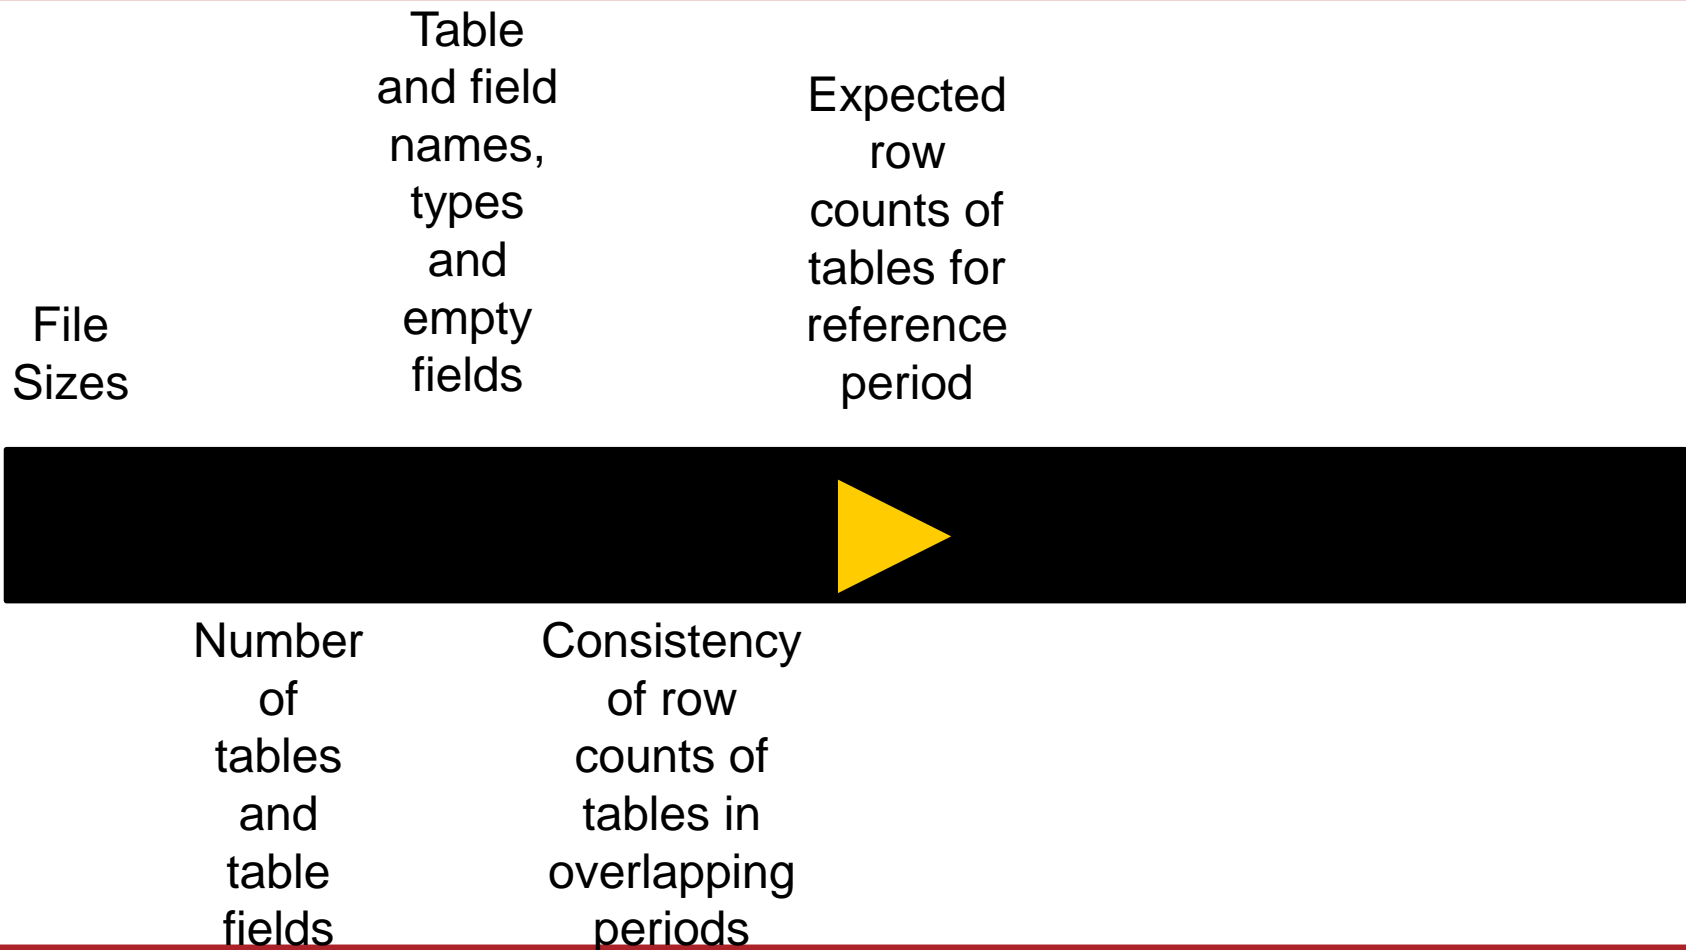 File
Sizes
Number
of
tables
and
table
fields
Table
and field
names,
types
and
empty
fields
Consistency
of row
counts of
tables in
overlapping
periods
Expected
row
counts of
tables for
reference
period